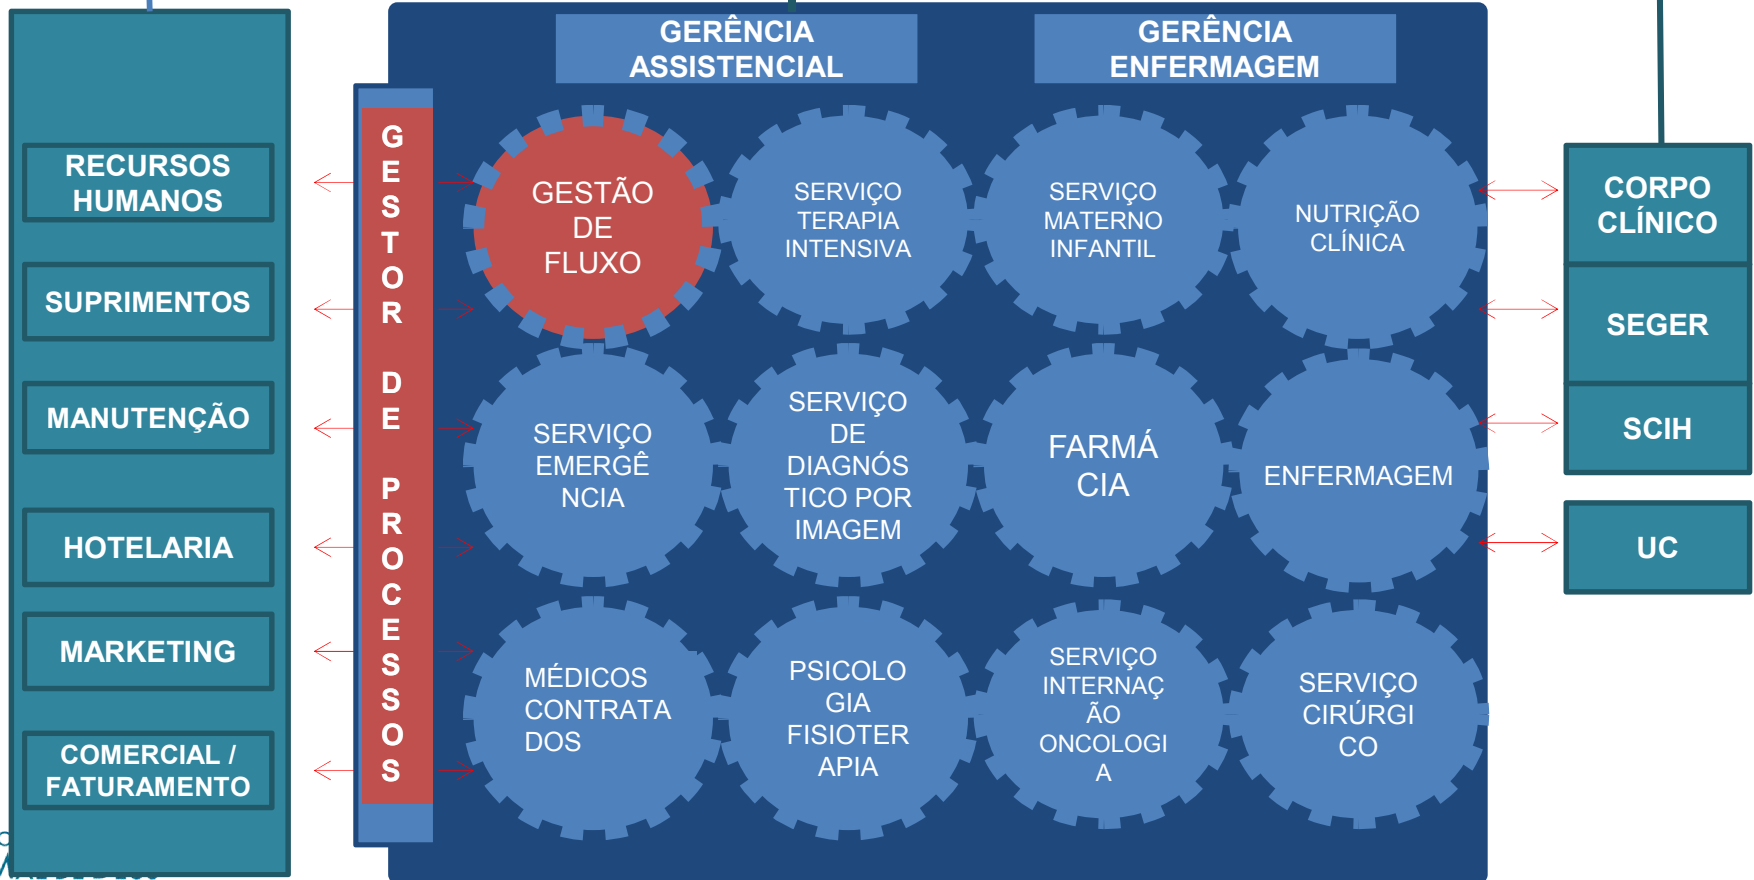 GERÊNCIA
ASSISTENCIAL
GERÊNCIA
ENFERMAGEM
RECURSOS
HUMANOS
SUPRIMENTOS
MANUTENÇÃO
HOTELARIA
MARKETING
COMERCIAL /
FATURAMENTO
G
E
S
T
O
R
D
E
P
R
O
C
E
S
S
O
S
GESTÃO
DE
FLUXO
SERVIÇO
TERAPIA
INTENSIVA
SERVIÇO
MATERNO
INFANTIL
NUTRIÇÃO
CLÍNICA
SERVIÇO
EMERGÊ
NCIA
SERVIÇO
DE
DIAGNÓS
TICO POR
IMAGEM
FARMÁ
CIA
ENFERMAGEM
MÉDICOS
CONTRATA
DOS
PSICOLO
GIA
FISIOTER
APIA
SERVIÇO
INTERNAÇ
ÃO
ONCOLOGI
A
SERVIÇO
CIRÚRGI
CO
CORPO
CLÍNICO
SEGER
SCIH
UC